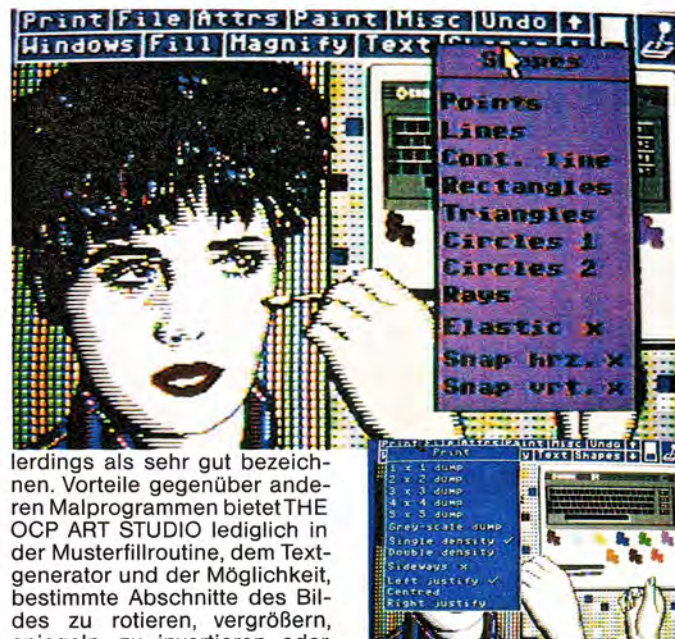 Print File Attrs Paint Misc Undo
Windows Fill Magnify Text
Shapes
Points
Lines
Cont. line
Rectangles
Triangles
Circles 1
Circles 2
Rays
Elastic x
Snap hrz. x
Snap vrt. x
lerdings als sehr gut bezeich-
nen. Vorteile gegenüber ande-
ren Malprogrammen bietet THE
OCP ART STUDIO lediglich in
der Musterfillroutine, dem Text-
generator und der Möglichkeit,
bestimmte Abschnitte des Bil-
des zu rotieren, vergrößern,
spiegeln, zu invertieren oder
Print File Attrs Paint Misc Undo
Text Shapes
Print
1 x 1 dump
2 x 2 dump
3 x 3 dump
4 x 4 dump
5 x 5 dump
Grey-scale dump
Single density ✓
Double density
Sideways x
Left justify ✓
Centred
Right justify